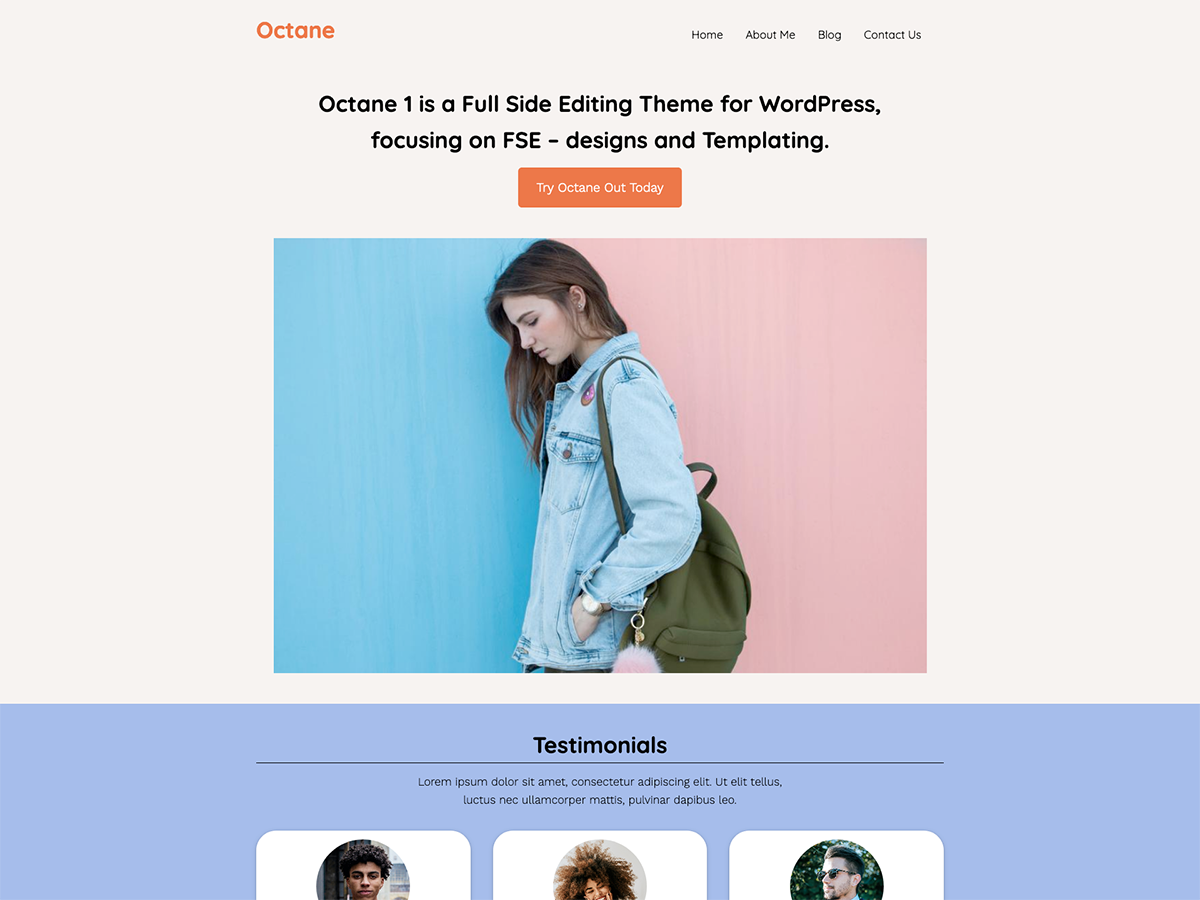 Octane
Home About Me Blog Contact Us
Octane 1 is a Full Side Editing Theme for WordPress,
focusing on FSE – designs and Templating.
Try Octane Out Today
Testimonials
Lorem ipsum dolor sit amet, consectetur adipiscing elit. Ut elit tellus,
luctus nec ullamcorper mattis, pulvinar dapibus leo.